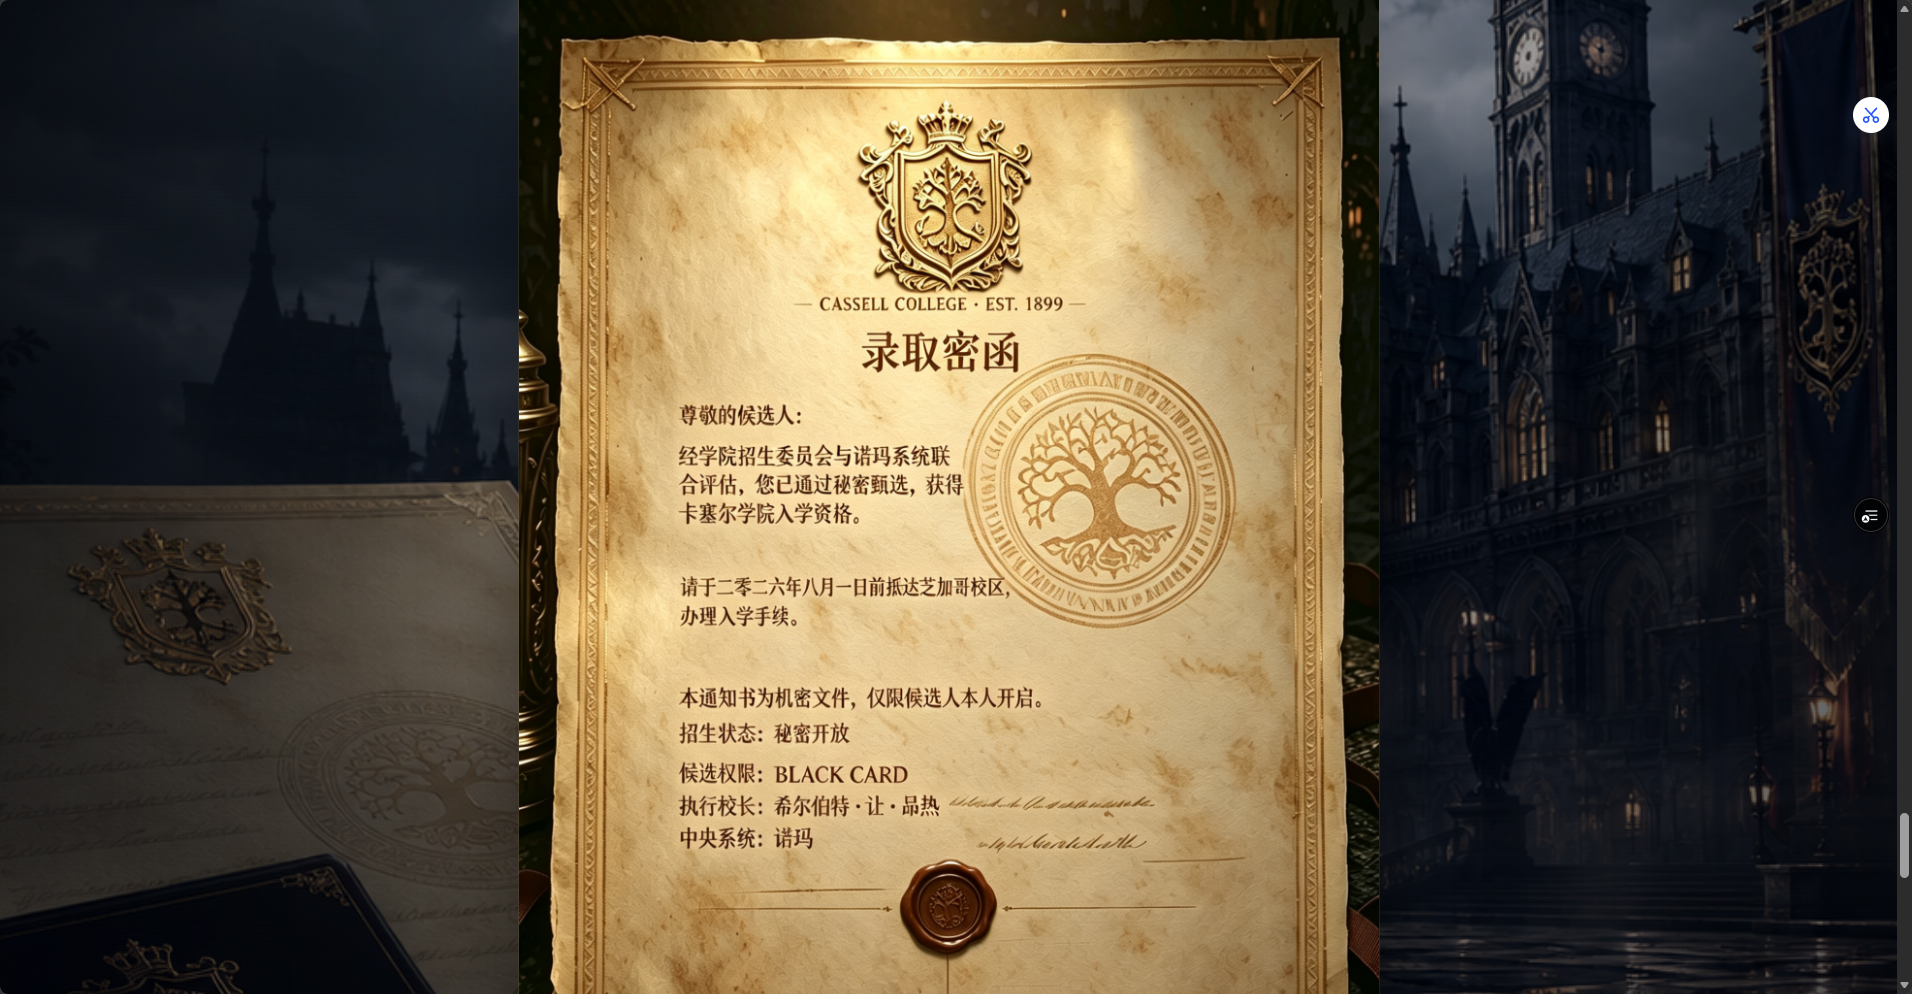 CASSELL COLLEGE · EST. 1899
录取密函
尊敬的候选人：
经学院招生委员会与诺玛系统联
合评估，您已通过秘密甄选，获得
卡塞尔学院入学资格。
请于二零二六年八月一日前抵达芝加哥校区，
办理入学手续。
本通知书为机密文件，仅限候选人本人开启。
招生状态：秘密开放
候选权限：BLACK CARD
执行校长：希尔伯特·让·昂热
中央系统：诺玛